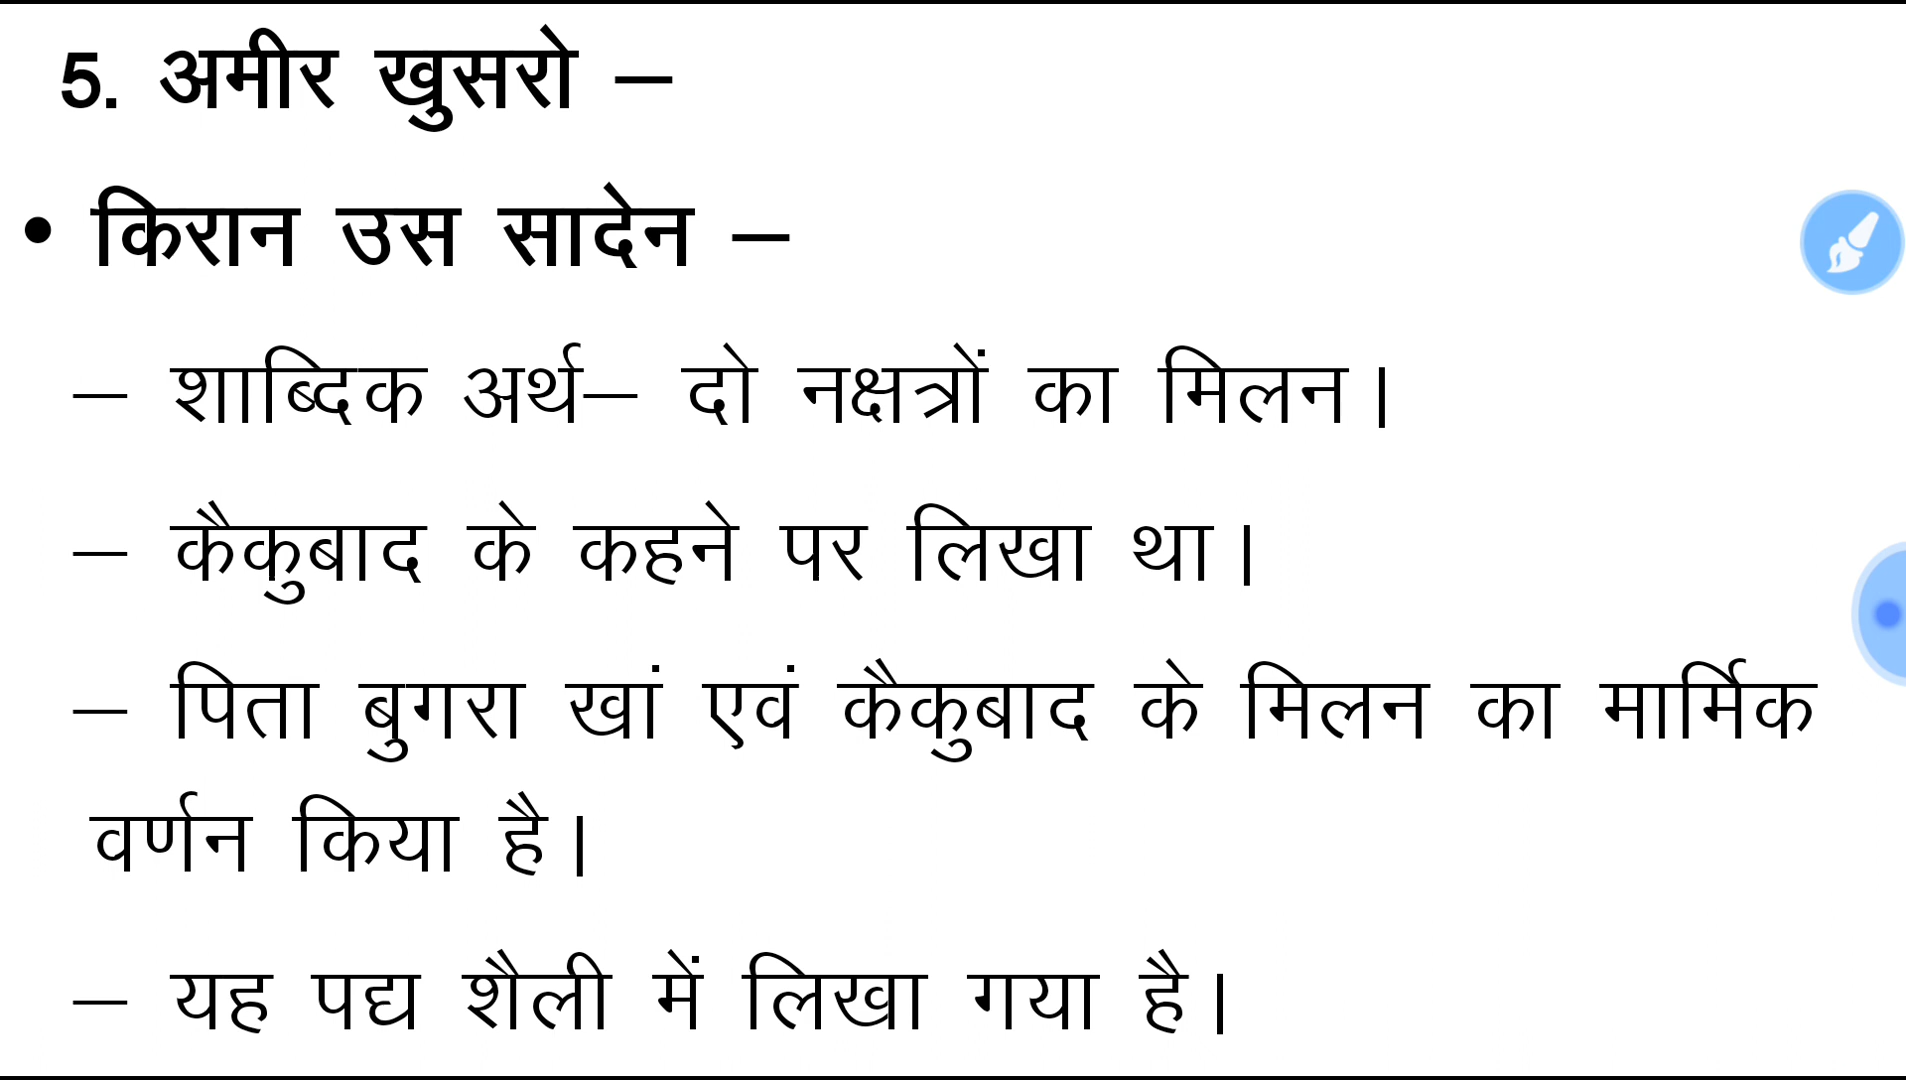 5. अमीर खुसरो –
• किरान उस सादेन –
– शाब्दिक अर्थ– दो नक्षत्रों का मिलन।
– कैकुबाद के कहने पर लिखा था।
– पिता बुगरा खां एवं कैकुबाद के मिलन का मार्मिक
वर्णन किया है।
– यह पद्य शैली में लिखा गया है।